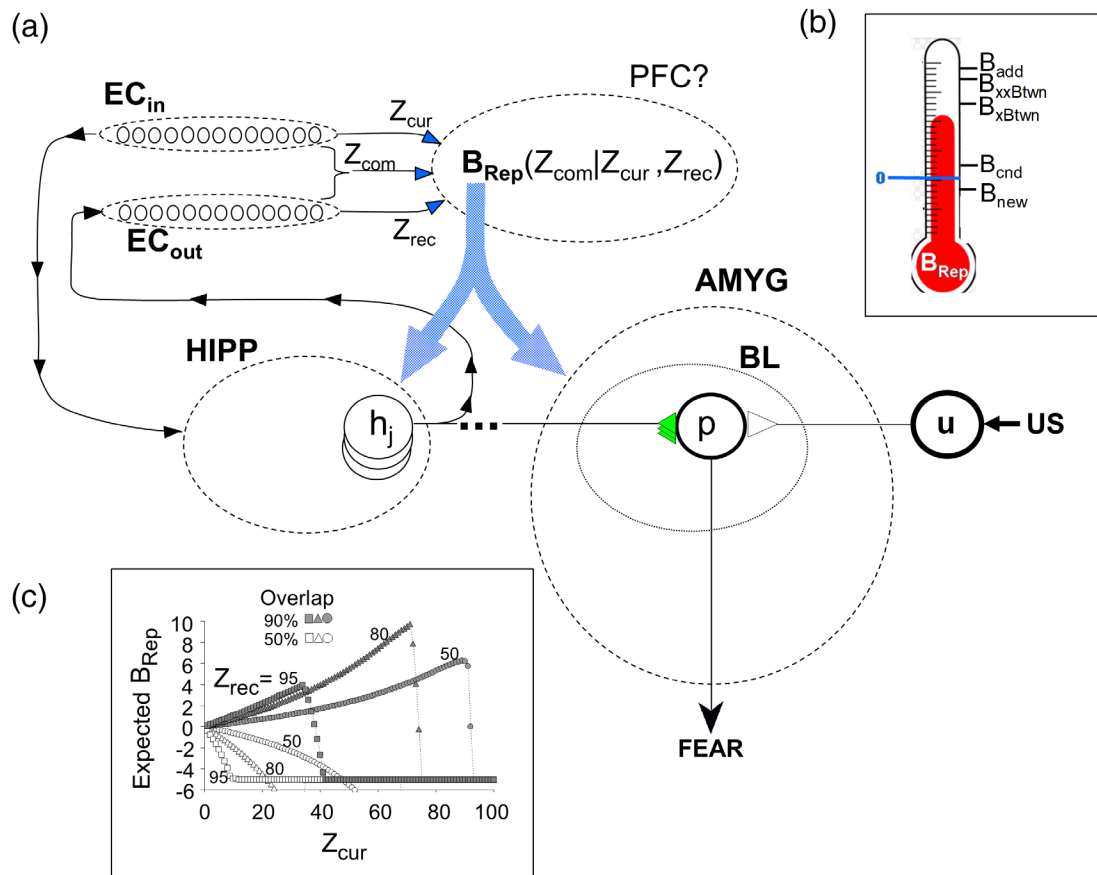 (a)
EC_in
Z_cur
Z_com
EC_out
Z_rec
PFC?
B_Rep(Z_com|Z_cur ,Z_rec)
HIPP
h_j
...
AMYG
BL
p
u
US
FEAR
(b)
B_add
B_xxBtwn
B_xBtwn
0
B_cnd
B_new
B_Rep
(c)
Overlap
90%
50%
Z_rec= 95
80
50
50
80
95
Expected B_Rep
10
8
6
4
2
0
-2
-4
-6
0 20 40 60 80 100
Z_cur